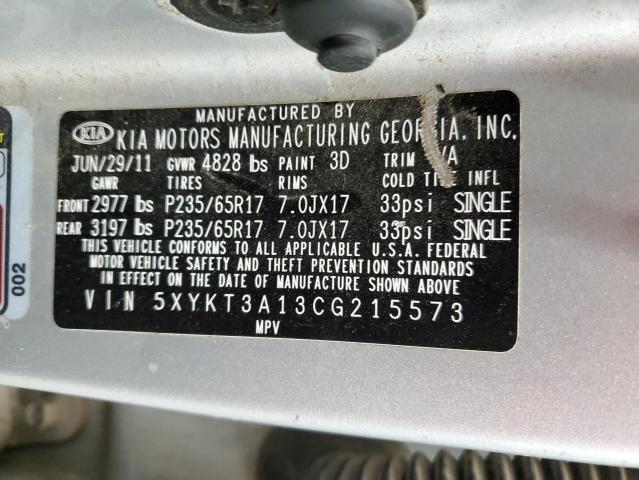 MANUFACTURED BY
KIA KIA MOTORS MANUFACTURING GEORGIA, INC.
JUN/29/11 GVWR 4828 lbs PAINT 3D TRIM /A
GAWR TIRES RIMS COLD TIRE INFL
FRONT 2977 lbs P235/65R17 7.0JX17 33psi SINGLE
REAR 3197 lbs P235/65R17 7.0JX17 33psi SINGLE
THIS VEHICLE CONFORMS TO ALL APPLICABLE U.S.A. FEDERAL
MOTOR VEHICLE SAFETY AND THEFT PREVENTION STANDARDS
IN EFFECT ON THE DATE OF MANUFACTURE SHOWN ABOVE
VIN 5XYKT3A13CG215573
MPV
002